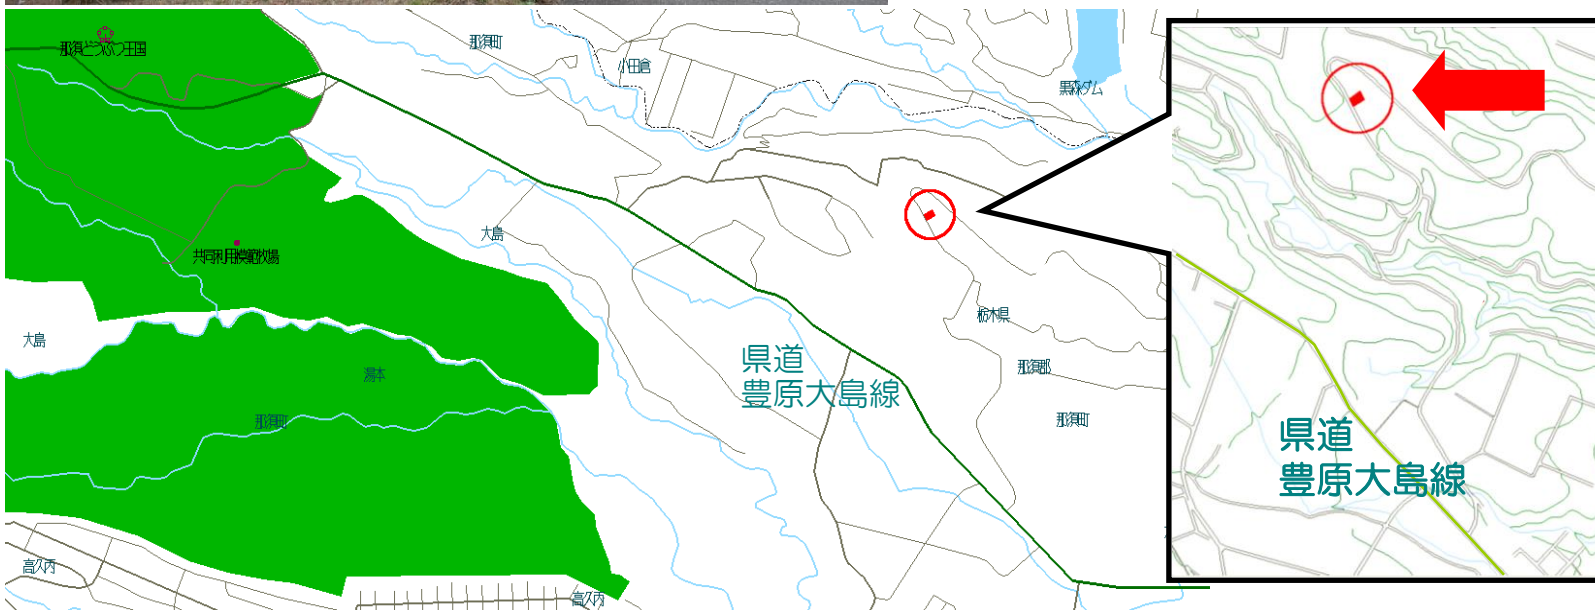 那須どうぶつ王国
那須町
小田倉
黒森ダム
大島
共同利用模範牧場
栃木県
大島
県道
豊原大島線
那須郡
湯本
那須町
那須町
県道
豊原大島線
高久丙
高久丙